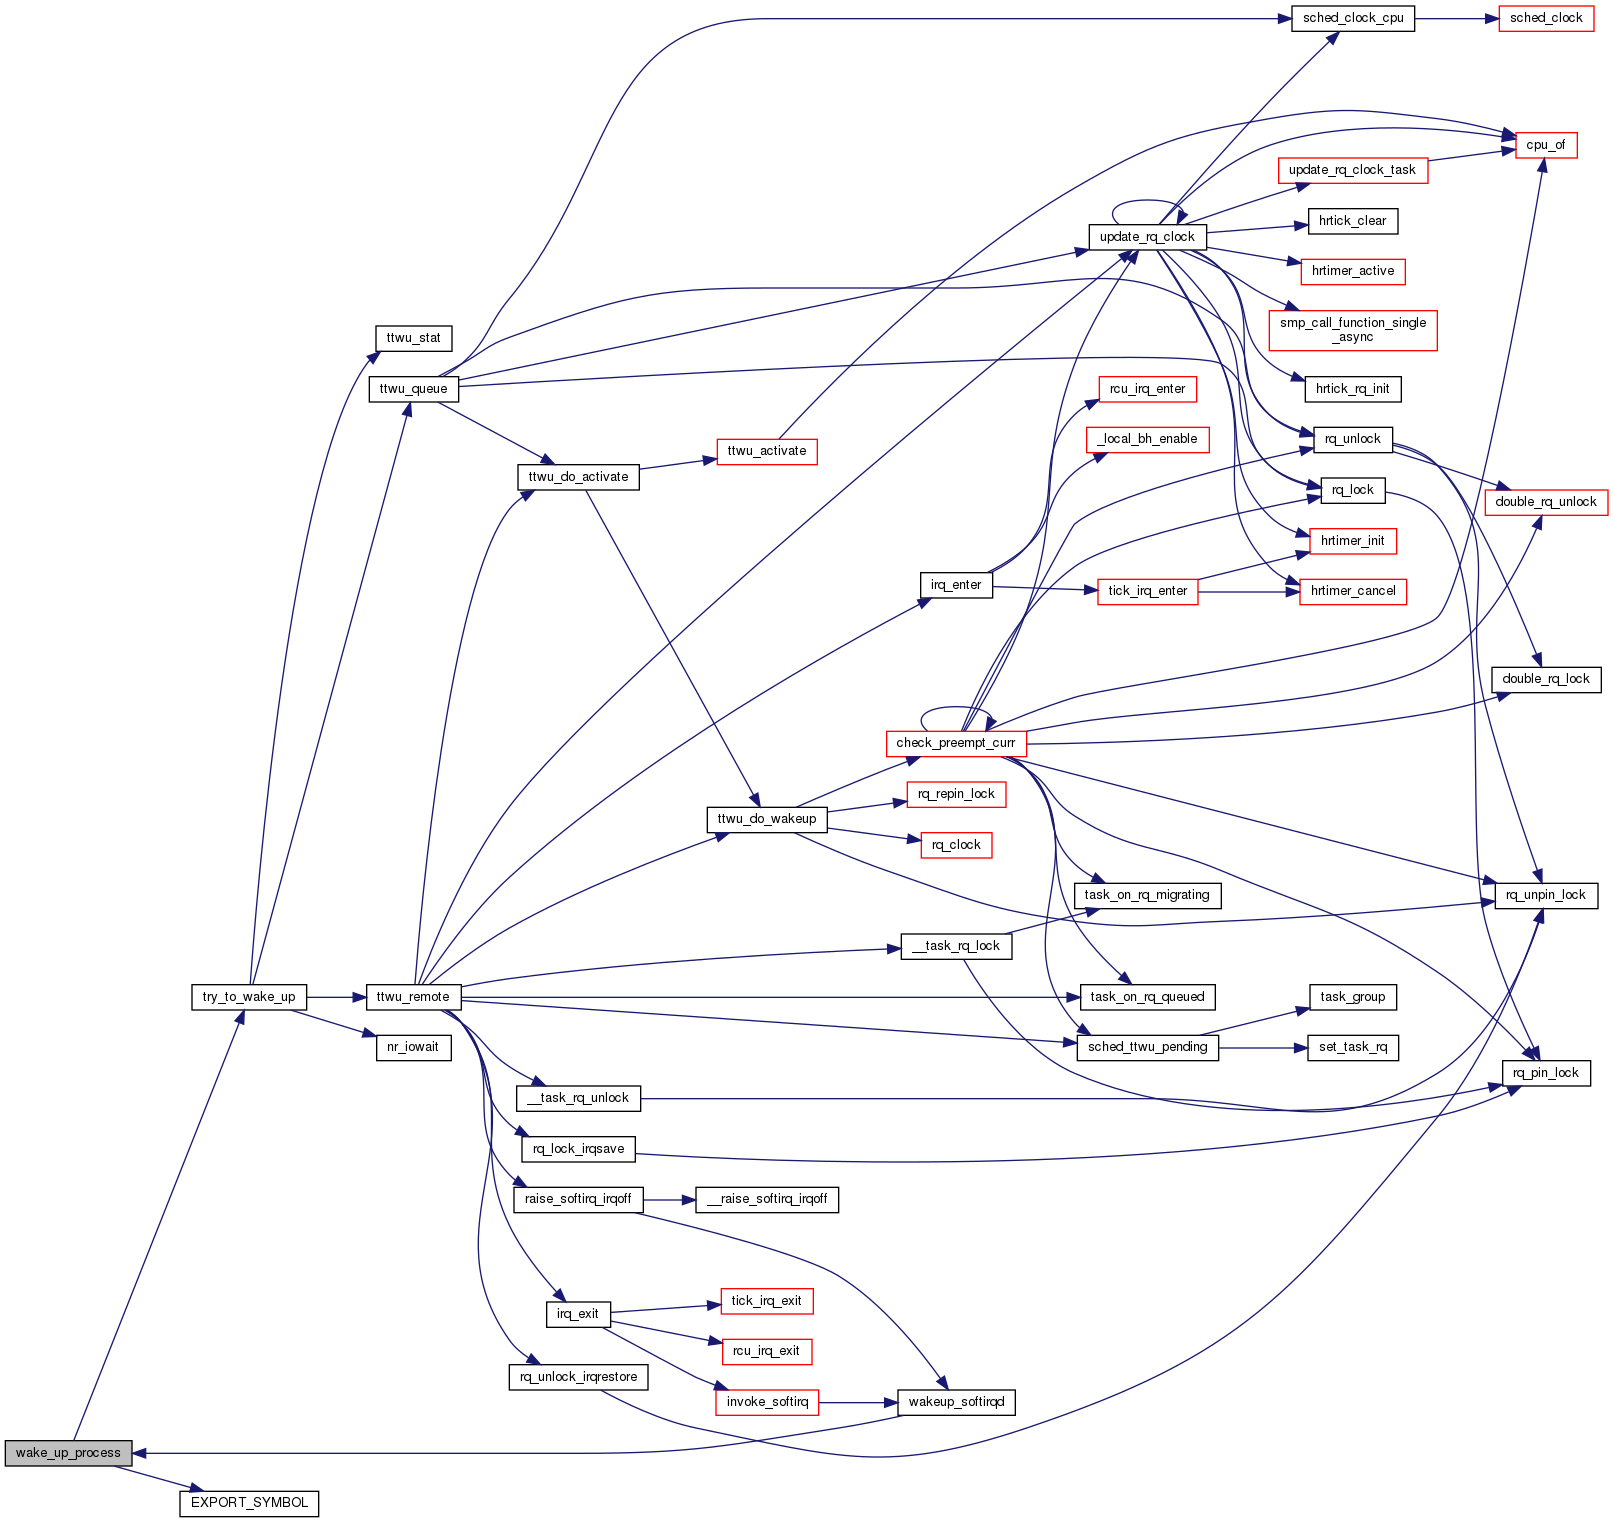 sched_clock_cpu
sched_clock
cpu_of
update_rq_clock_task
hrtick_clear
update_rq_clock
hrtimer_active
smp_call_function_single
_async
ttwu_stat
ttwu_queue
rcu_irq_enter
hrtick_rq_init
_local_bh_enable
rq_unlock
ttwu_activate
ttwu_do_activate
rq_lock
double_rq_unlock
hrtimer_init
irq_enter
tick_irq_enter
hrtimer_cancel
double_rq_lock
check_preempt_curr
rq_repin_lock
ttwu_do_wakeup
rq_clock
task_on_rq_migrating
rq_unpin_lock
__task_rq_lock
try_to_wake_up
ttwu_remote
task_on_rq_queued
task_group
nr_iowait
sched_ttwu_pending
set_task_rq
rq_pin_lock
__task_rq_unlock
rq_lock_irqsave
raise_softirq_irqoff
__raise_softirq_irqoff
tick_irq_exit
irq_exit
rcu_irq_exit
rq_unlock_irqrestore
invoke_softirq
wakeup_softirqd
wake_up_process
EXPORT_SYMBOL